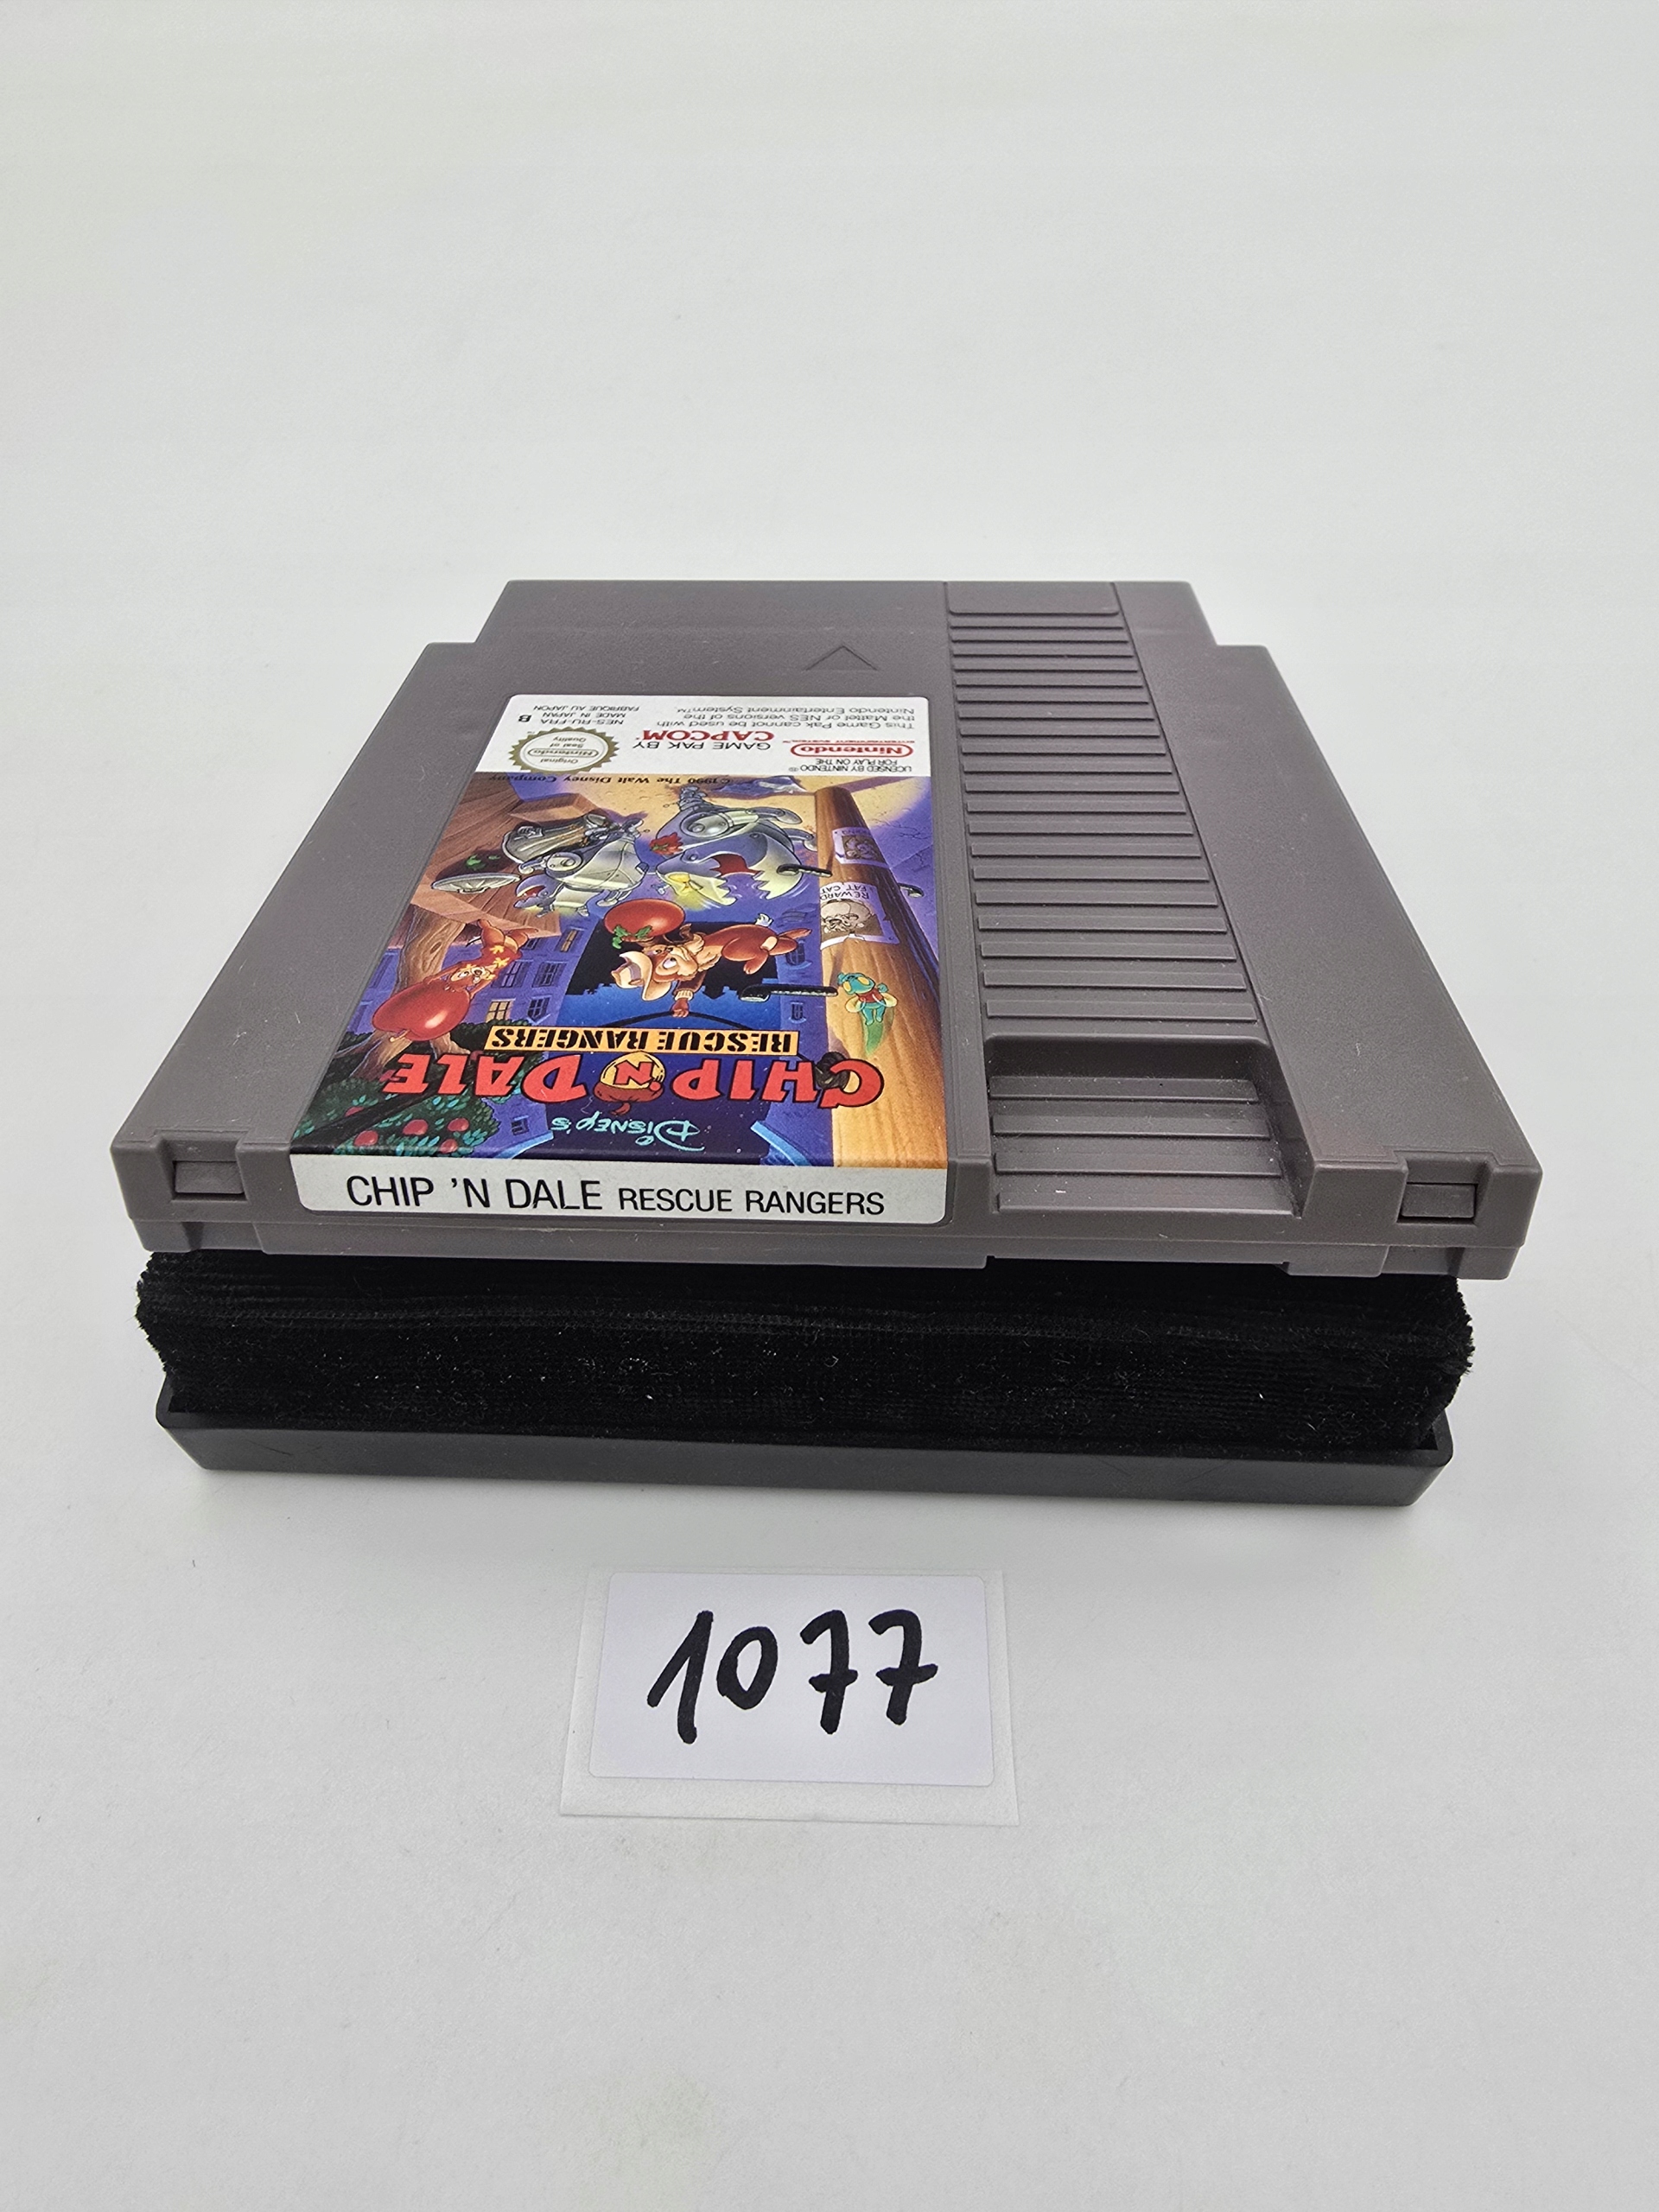 This Game Pak cannot be used with
the Mattel or NES versions of the
Nintendo Entertainment System.™
NES-RU-FRA
MADE IN JAPAN
FABRIQUE AU JAPON
B
LICENSED BY NINTENDO®
FOR PLAY ON THE
Nintendo
ENTERTAINMENT SYSTEM™
GAME PAK BY
CAPCOM
Original
Nintendo
Seal of
Quality
©1990 The Walt Disney Company
REWARD
FAT CAT
DISNEY'S
CHIP 'N DALE
RESCUE RANGERS
CHIP 'N DALE RESCUE RANGERS
1077